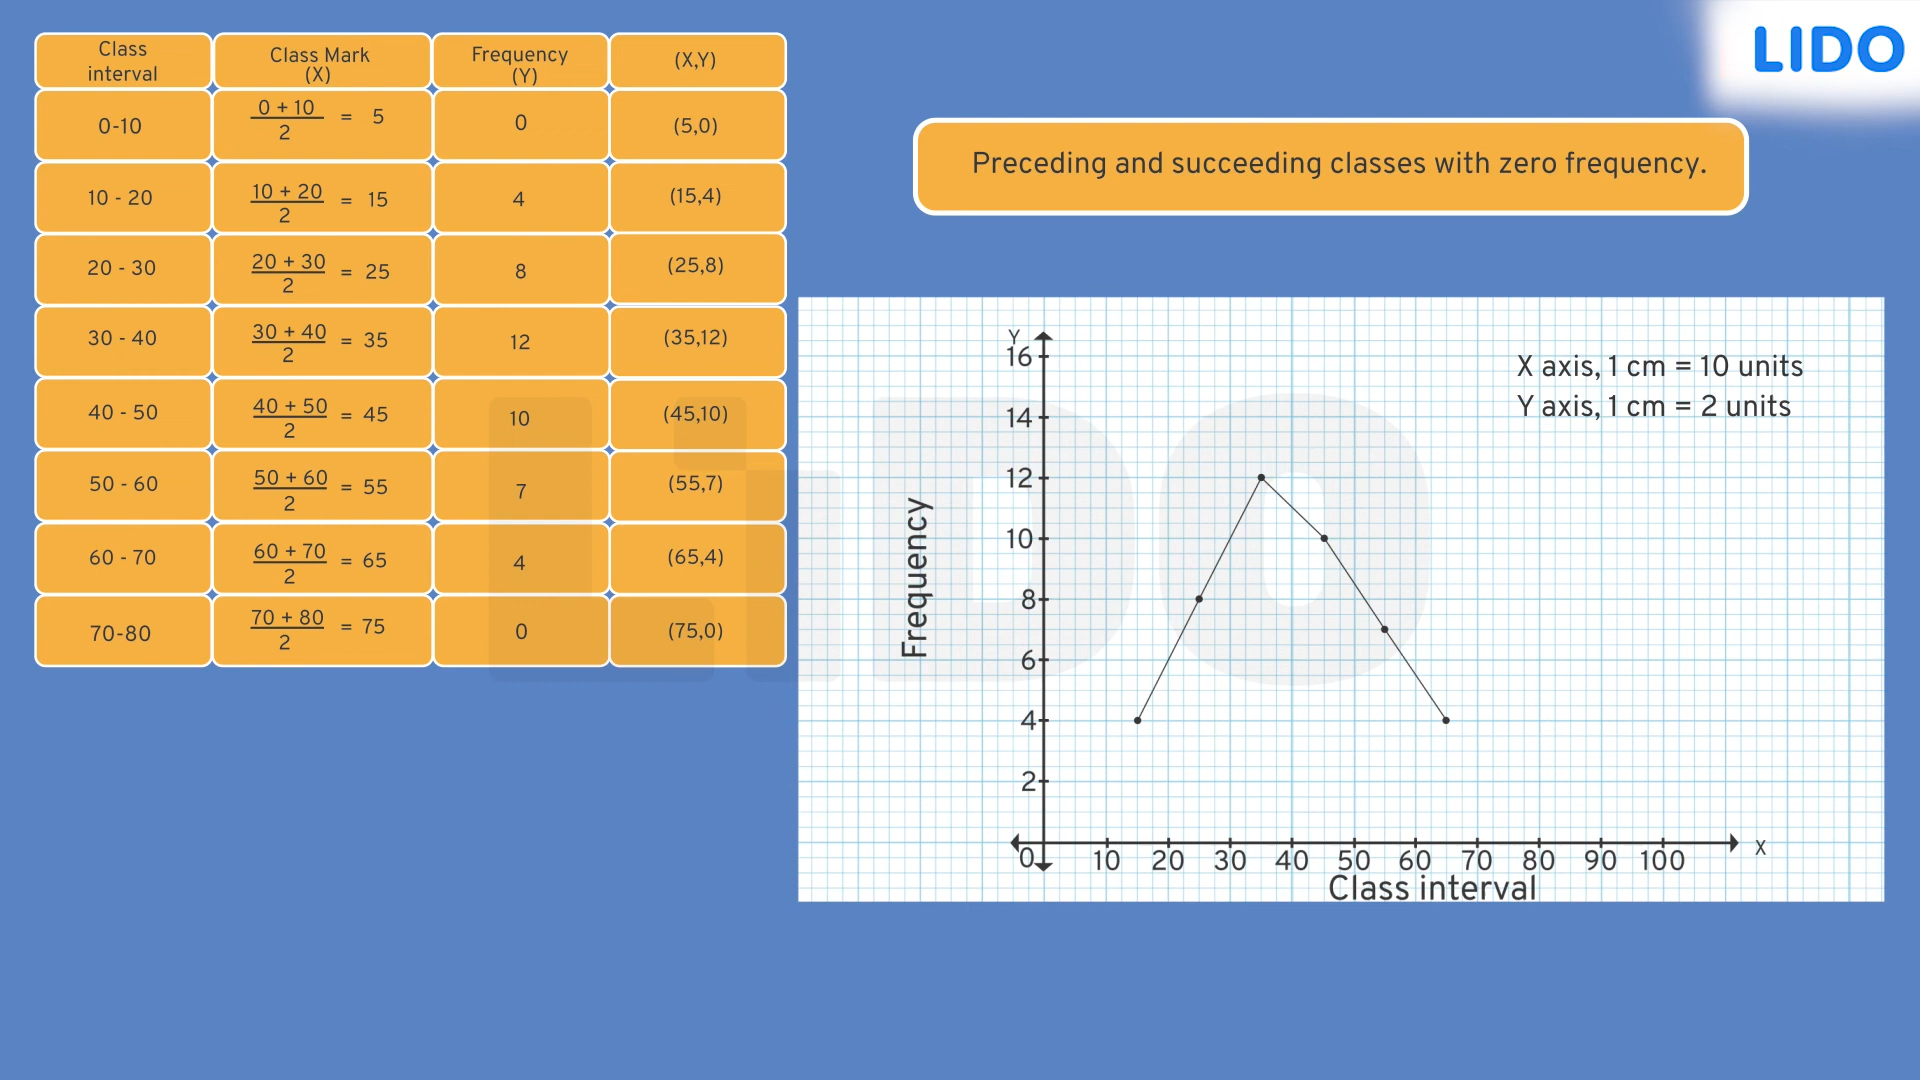 LIDO
Class interval
Class Mark (X)
Frequency (Y)
(X,Y)
0-10
0 + 10
2
= 5
0
(5,0)
10 - 20
10 + 20
2
= 15
4
(15,4)
20 - 30
20 + 30
2
= 25
8
(25,8)
30 - 40
30 + 40
2
= 35
12
(35,12)
40 - 50
40 + 50
2
= 45
10
(45,10)
50 - 60
50 + 60
2
= 55
7
(55,7)
60 - 70
60 + 70
2
= 65
4
(65,4)
70-80
70 + 80
2
= 75
0
(75,0)
Preceding and succeeding classes with zero frequency.
X axis, 1 cm = 10 units
Y axis, 1 cm = 2 units
Y
16
14
12
10
8
6
4
2
Frequency
0 10 20 30 40 50 60 70 80 90 100 X
Class interval
LiDO